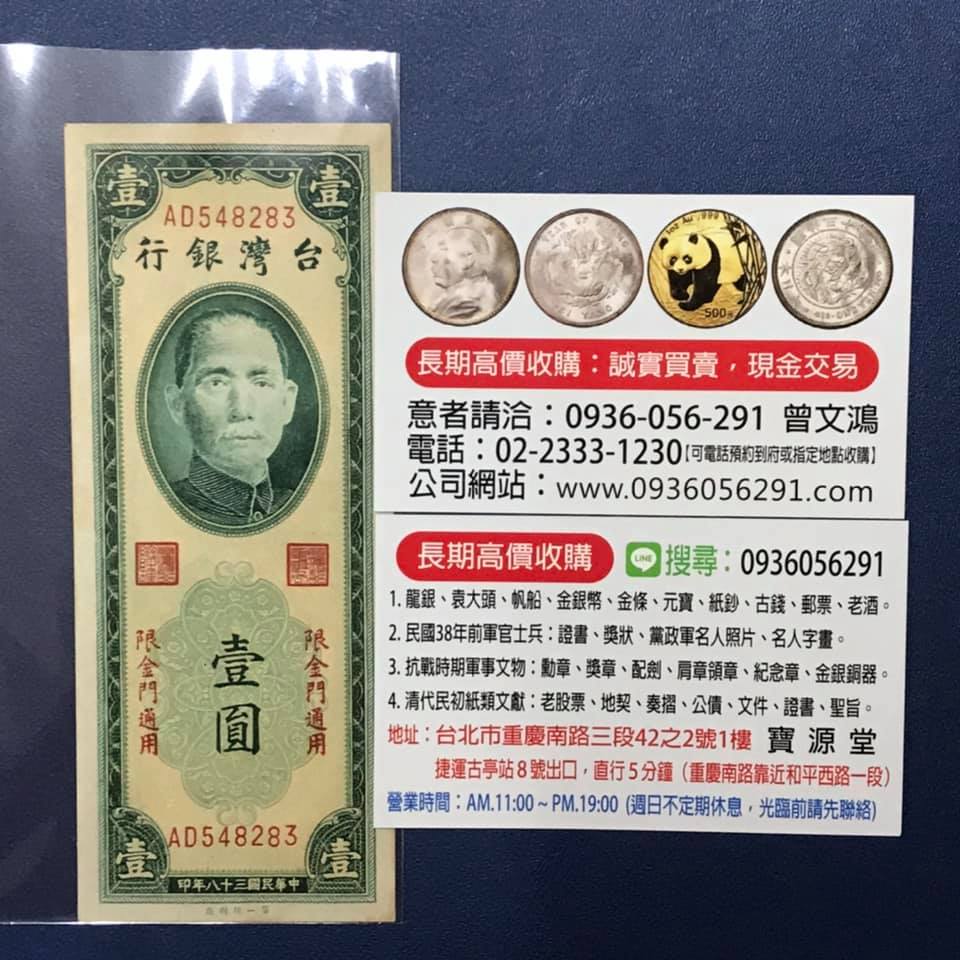 壹 壹
AD548283
台灣銀行
限金門通用
限金門通用
壹圓
AD548283
壹 壹
中華民國三十八年印
1oz Au .999
500元
長期高價收購：誠實買賣，現金交易
意者請洽：0936-056-291 曾文鴻
電話：02-2333-1230【可電話預約到府或指定地點收購】
公司網站：www.0936056291.com
長期高價收購 LINE 搜尋：0936056291
1. 龍銀、袁大頭、帆船、金銀幣、金條、元寶、紙鈔、古錢、郵票、老酒。
2. 民國38年前軍官士兵：證書、獎狀、黨政軍名人照片、名人字畫。
3. 抗戰時期軍事文物：勳章、獎章、配劍、肩章領章、紀念章、金銀銅器。
4. 清代民初紙類文獻：老股票、地契、奏摺、公債、文件、證書、聖旨。
地址：台北市重慶南路三段42之2號1樓 寶源堂
捷運古亭站8號出口，直行5分鐘（重慶南路靠近和平西路一段）
營業時間：AM.11:00 ~ PM.19:00 (週日不定期休息，光臨前請先聯絡)